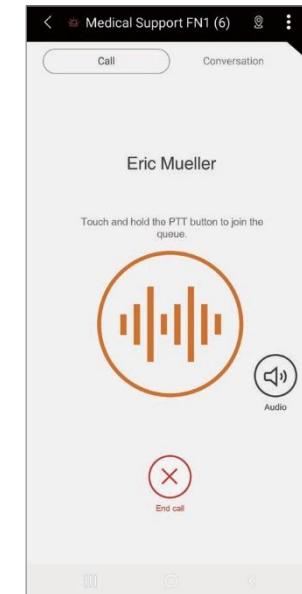 Medical Support FN1 (6)
Call
Conversation
Eric Mueller
Touch and hold the PTT button to join the
queue.
Audio
End call